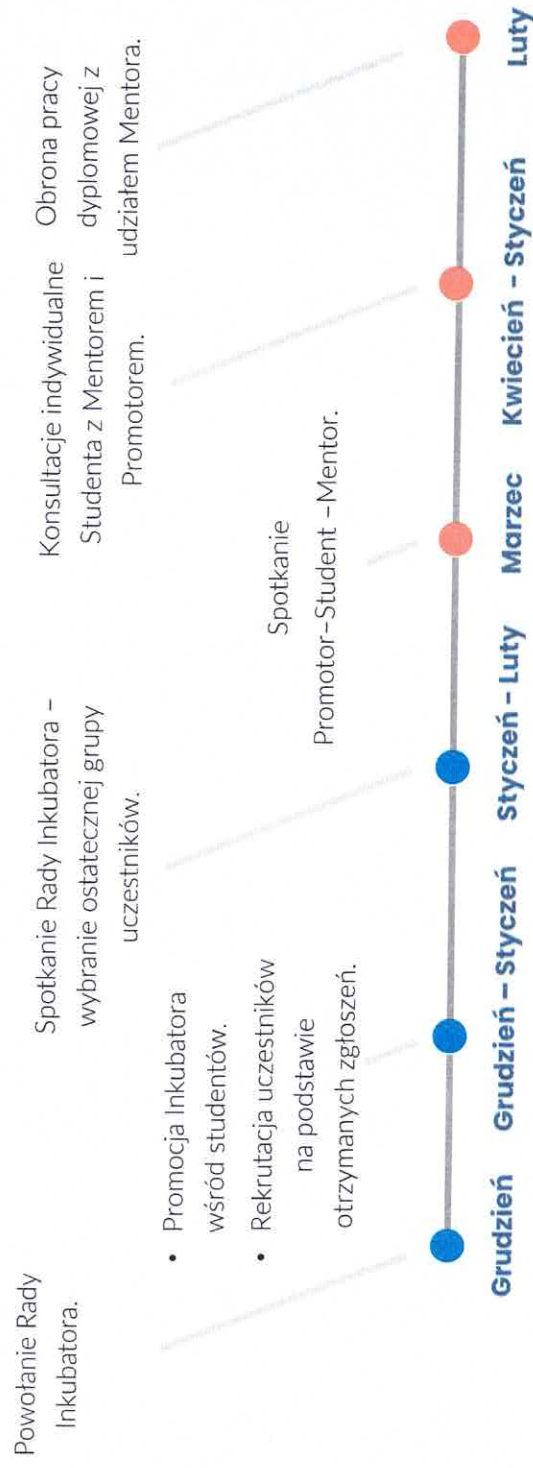 Powołanie Rady
Inkubatora.
• Promocja Inkubatora
wśród studentów.
• Rekrutacja uczestników
na podstawie
otrzymanych zgłoszeń.
Spotkanie Rady Inkubatora –
wybranie ostatecznej grupy
uczestników.
Spotkanie
Promotor–Student –Mentor.
Konsultacje indywidualne
Studenta z Mentorem i
Promotorem.
Obrona pracy
dyplomowej z
udziałem Mentora.
Grudzień
Grudzień – Styczeń
Styczeń – Luty
Marzec
Kwiecień – Styczeń
Luty